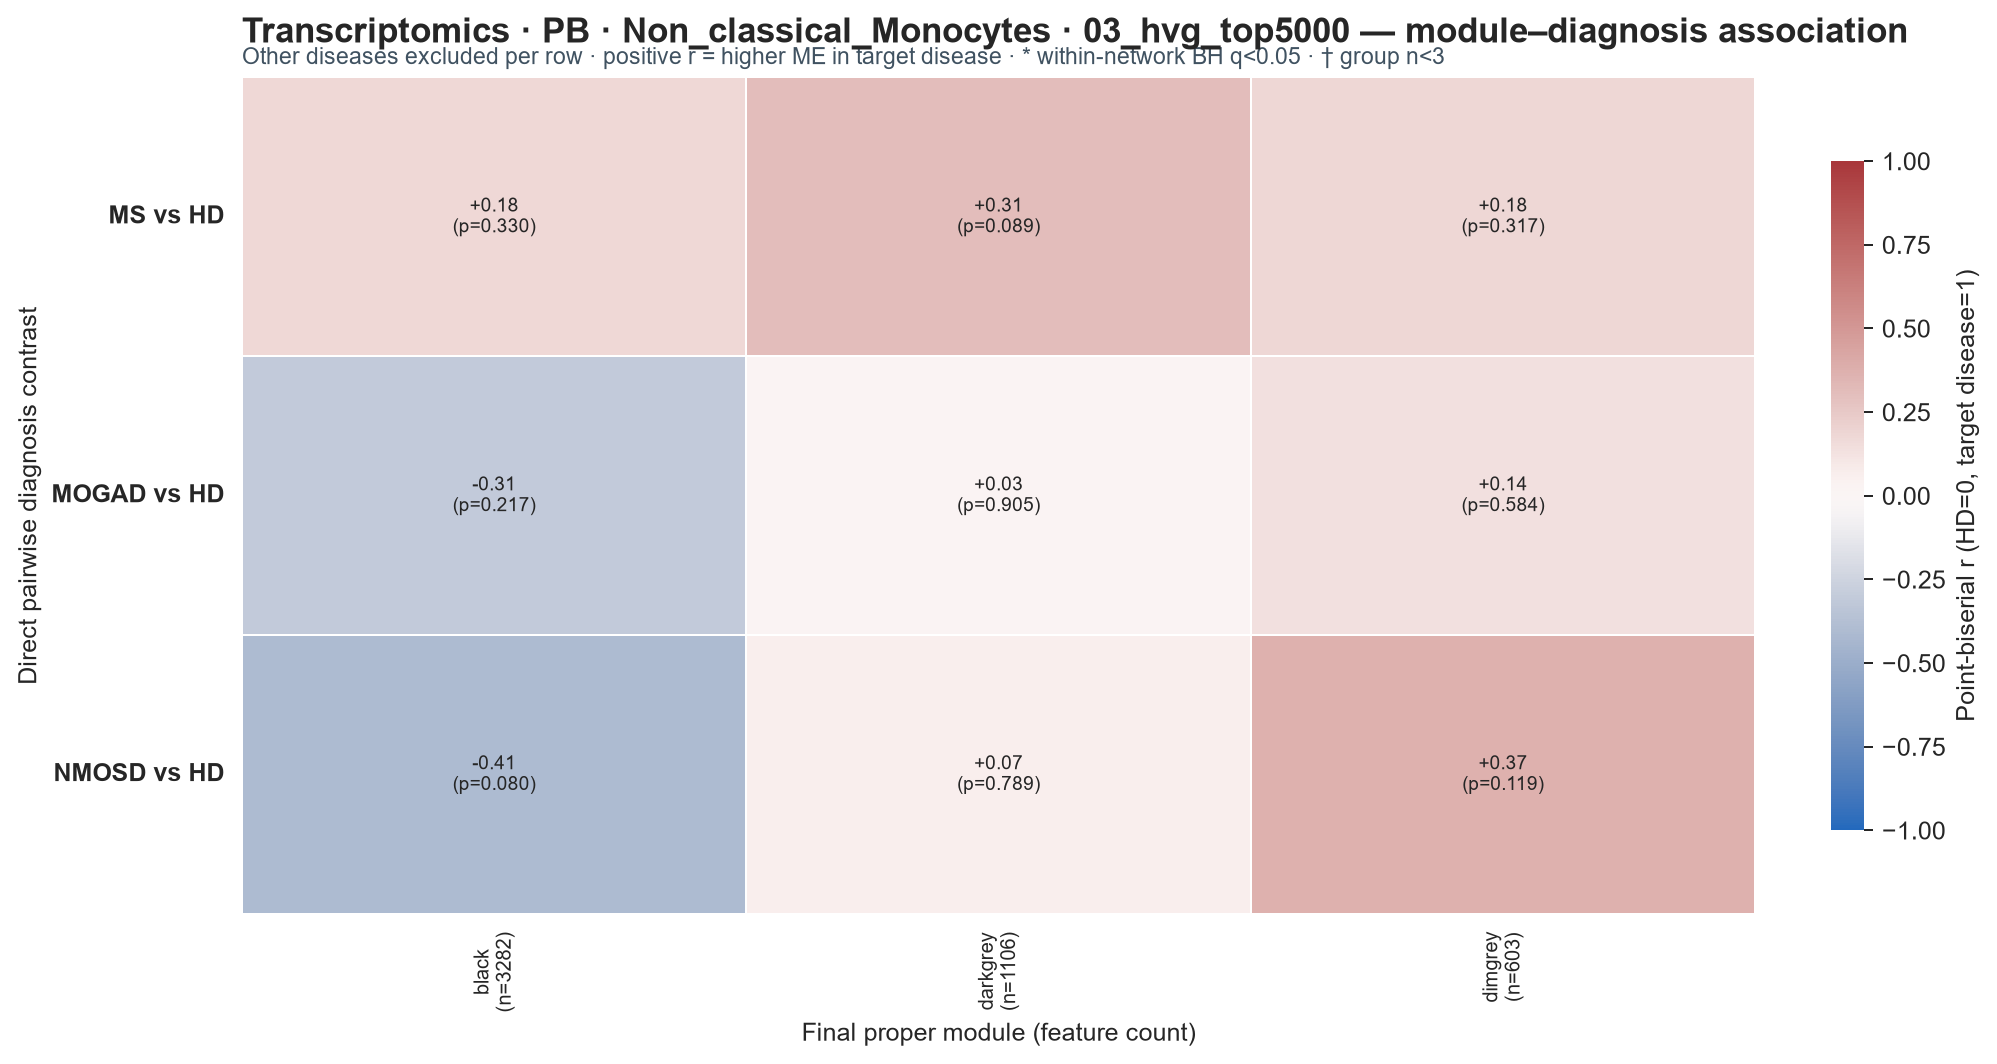 Transcriptomics · PB · Non_classical_Monocytes · 03_hvg_top5000 — module–diagnosis association
Other diseases excluded per row · positive r = higher ME in target disease · * within-network BH q<0.05 · † group n<3
Direct pairwise diagnosis contrast
MS vs HD
+0.18
(p=0.330)
+0.31
(p=0.089)
+0.18
(p=0.317)
MOGAD vs HD
-0.31
(p=0.217)
+0.03
(p=0.905)
+0.14
(p=0.584)
NMOSD vs HD
-0.41
(p=0.080)
+0.07
(p=0.789)
+0.37
(p=0.119)
black
(n=3282)
darkgrey
(n=1106)
dimgrey
(n=603)
Final proper module (feature count)
1.00
0.75
0.50
0.25
0.00
−0.25
−0.50
−0.75
−1.00
Point-biserial r (HD=0, target disease=1)